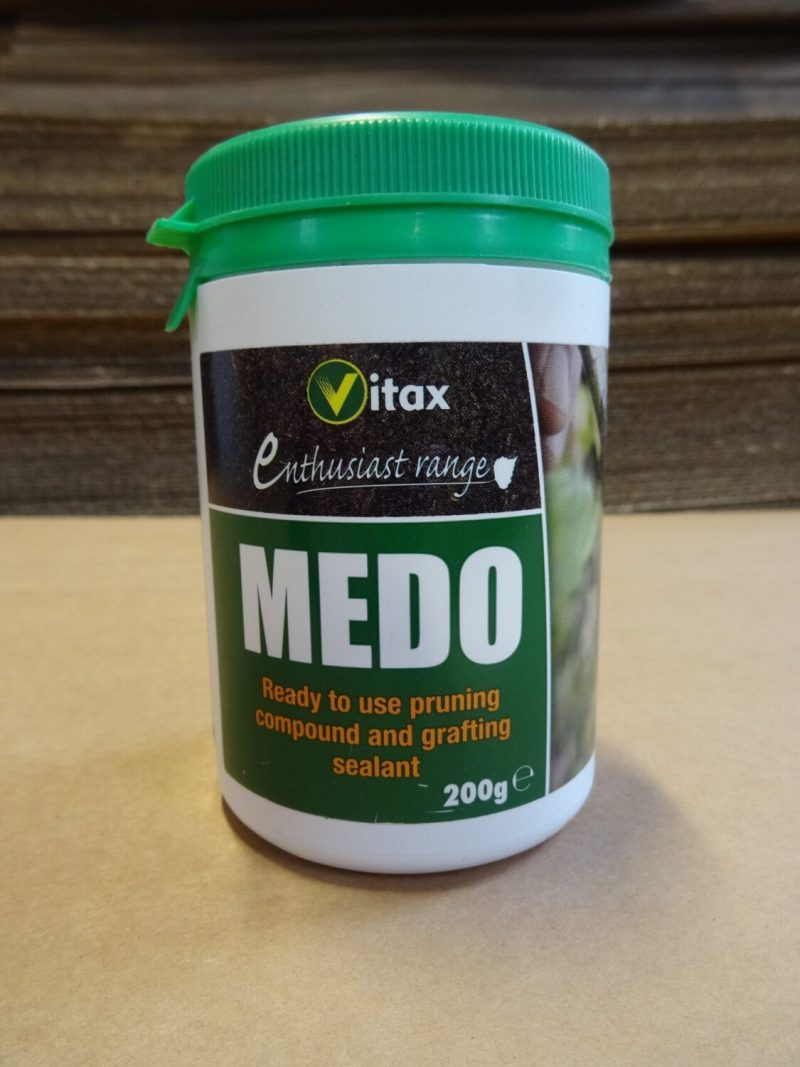 Vitax
enthusiast range
MEDO
Ready to use pruning
compound and grafting
sealant
200g ℮